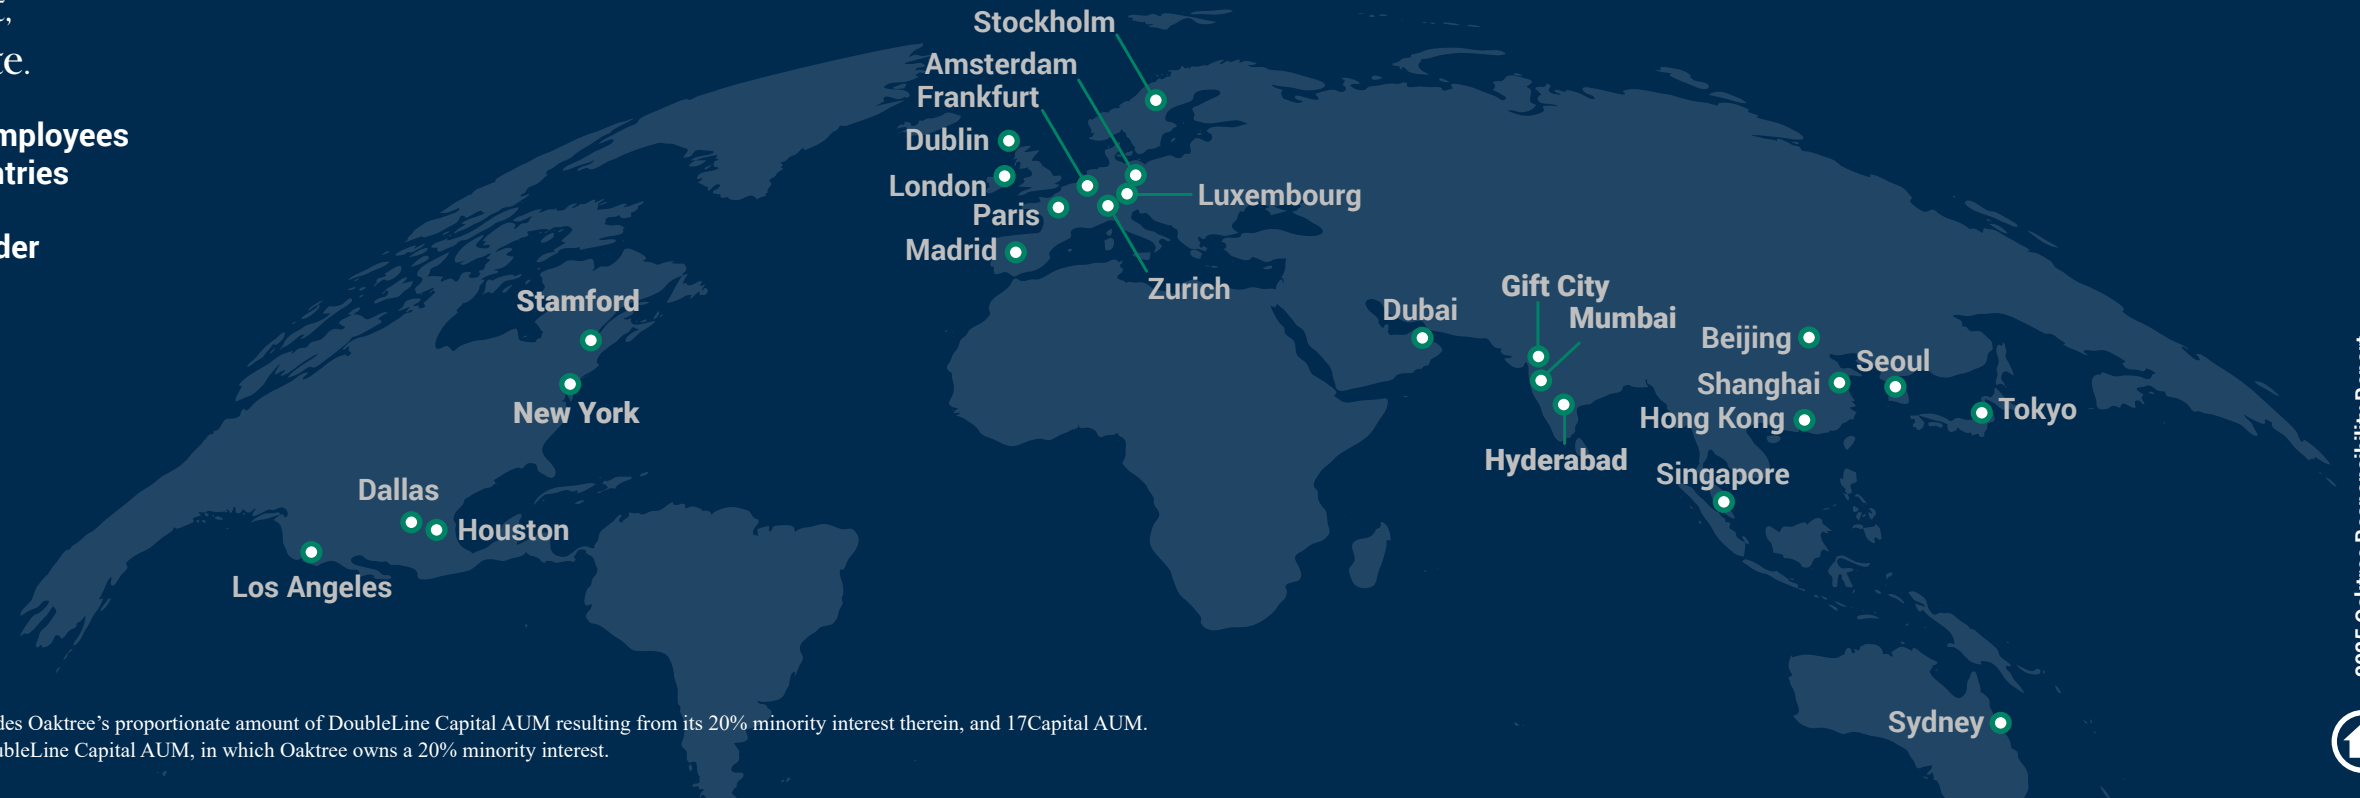 te.
mployees
ntries
der
Stockholm
Amsterdam
Frankfurt
Dublin
London
Paris
Madrid
Luxembourg
Zurich
Stamford
New York
Dallas
Houston
Los Angeles
Dubai
Gift City
Mumbai
Hyderabad
Beijing
Seoul
Shanghai
Hong Kong
Tokyo
Singapore
Sydney
des Oaktree’s proportionate amount of DoubleLine Capital AUM resulting from its 20% minority interest therein, and 17Capital AUM.
ubleLine Capital AUM, in which Oaktree owns a 20% minority interest.